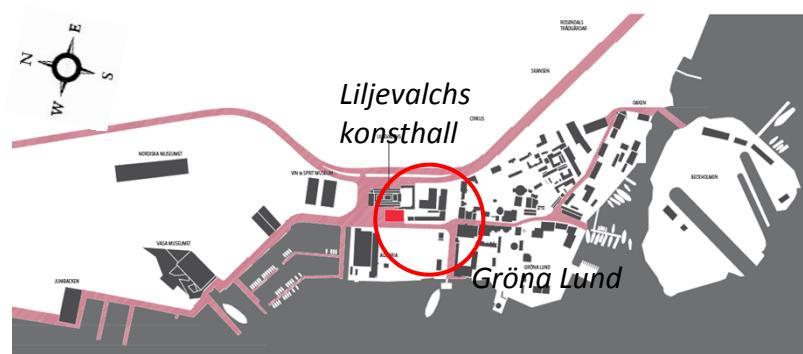 E
N
S
W
ROSENDALS
TRÄDGÅRDAR
SKANSEN
Liljevalchs
konsthall
CIRKUS
OAXEN
NORDISKA MUSEUMET
VIN & SPRIT MUSEUM
BECKHOLMEN
VASA MUSEUMET
JUNIBACKEN
GRÖNA LUND
Gröna Lund